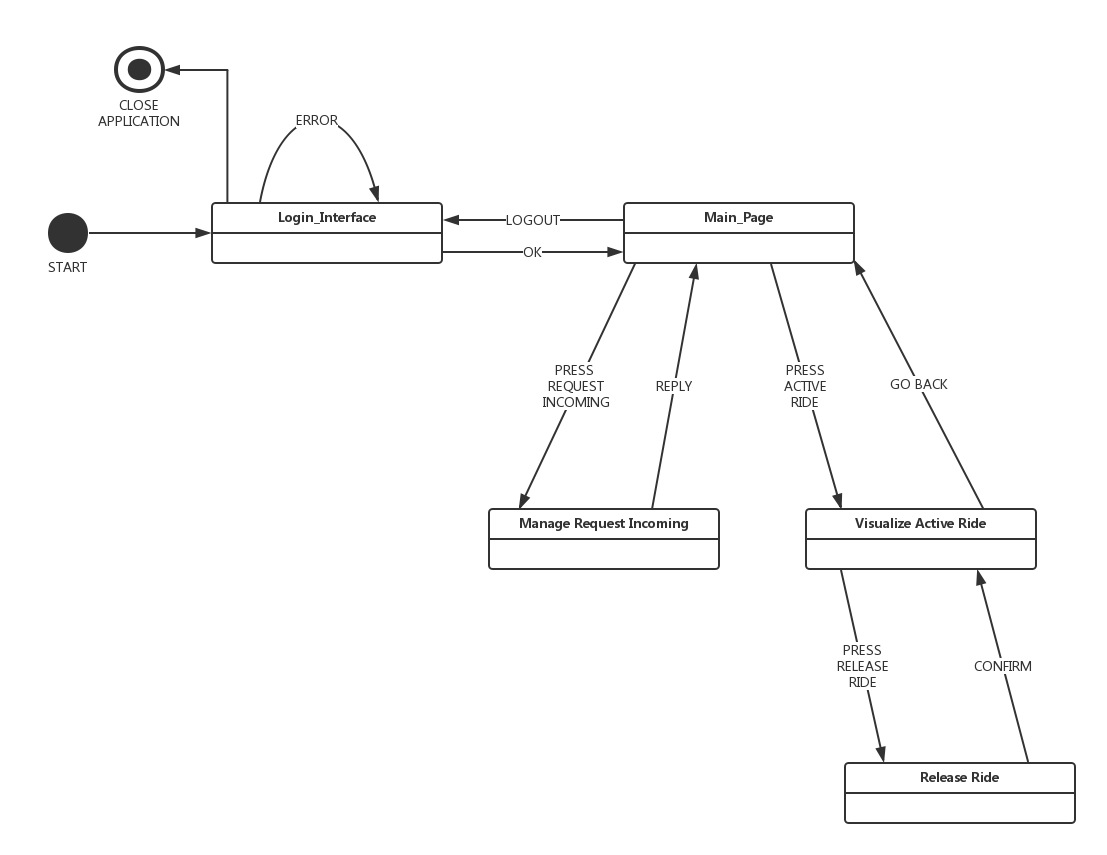 CLOSE
APPLICATION
ERROR
START
Login_Interface
LOGOUT
OK
Main_Page
PRESS
REQUEST
INCOMING
REPLY
PRESS
ACTIVE
RIDE
GO BACK
Manage Request Incoming
Visualize Active Ride
PRESS
RELEASE
RIDE
CONFIRM
Release Ride